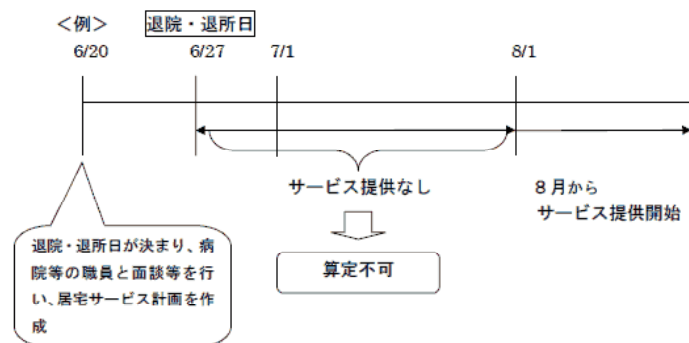 <例>
退院・退所日
6/20
6/27
7/1
8/1
サービス提供なし
8月から
サービス提供開始
算定不可
退院・退所日が決まり、病
院等の職員と面談等を行
い、居宅サービス計画を作
成